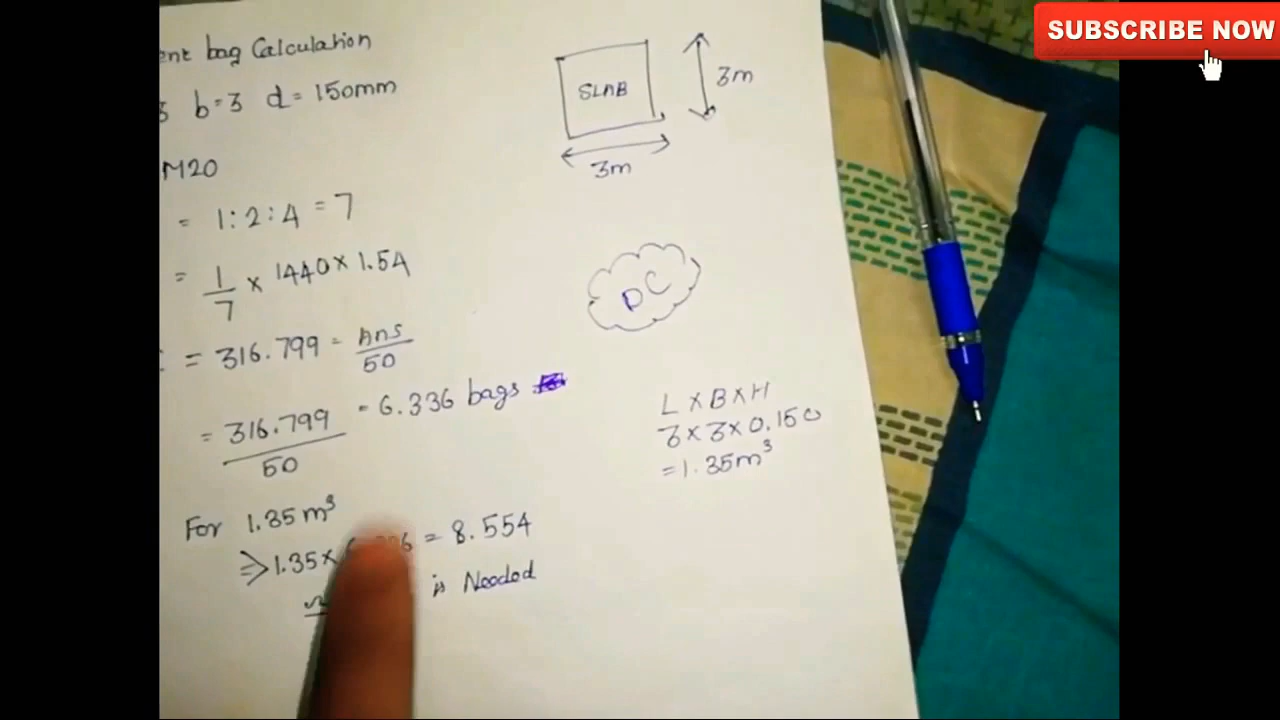 SUBSCRIBE NOW
bag Calculation
b=3 d=150mm
M20
= 1:2:4 = 7
= 1/7 × 1440 × 1.54
= 316.799 = Ans/50
= 316.799/50 = 6.336 bags
For 1.35m³
⇒ 1.35× = 8.554
is Needed
SLAB
3m
3m
DC
L × B × H
3×3×0.150
=1.35m³